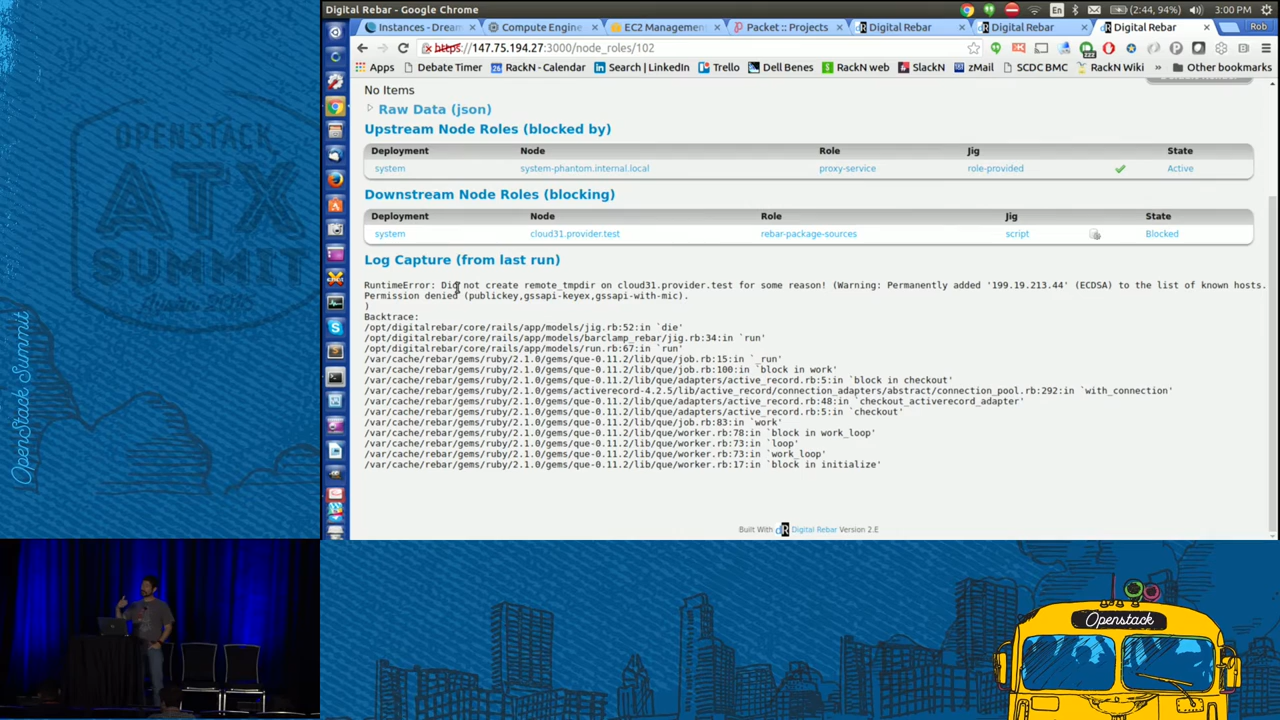 Digital Rebar - Google Chrome
En
(2:44, 94%)
3:00 PM
Instances - Dream
Compute Engine
EC2 Management
Packet :: Projects
Digital Rebar
Digital Rebar
Digital Rebar
Rob
https://147.75.194.27:3000/node_roles/102
Apps
Debate Timer
RackN - Calendar
Search | LinkedIn
Trello
Dell Benes
RackN web
SlackN
zMail
SCDC BMC
RackN Wiki
»
Other bookmarks
No Items
Raw Data (json)
Upstream Node Roles (blocked by)
Deployment Node Role Jig State
system system-phantom.internal.local proxy-service role-provided Active
Downstream Node Roles (blocking)
Deployment Node Role Jig State
system cloud31.provider.test rebar-package-sources script Blocked
Log Capture (from last run)
RuntimeError: Did not create remote_tmpdir on cloud31.provider.test for some reason! (Warning: Permanently added '199.19.213.44' (ECDSA) to the list of known hosts.
Permission denied (publickey,gssapi-keyex,gssapi-with-mic).
)
Backtrace:
/opt/digitalrebar/core/rails/app/models/jig.rb:52:in `die'
/opt/digitalrebar/core/rails/app/models/barclamp_rebar/jig.rb:34:in `run'
/opt/digitalrebar/core/rails/app/models/run.rb:67:in `run'
/var/cache/rebar/gems/ruby/2.1.0/gems/que-0.11.2/lib/que/job.rb:15:in `_run'
/var/cache/rebar/gems/ruby/2.1.0/gems/que-0.11.2/lib/que/job.rb:100:in `block in work'
/var/cache/rebar/gems/ruby/2.1.0/gems/que-0.11.2/lib/que/adapters/active_record.rb:5:in `block in checkout'
/var/cache/rebar/gems/ruby/2.1.0/gems/activerecord-4.2.5/lib/active_record/connection_adapters/abstract/connection_pool.rb:292:in `with_connection'
/var/cache/rebar/gems/ruby/2.1.0/gems/que-0.11.2/lib/que/adapters/active_record.rb:48:in `checkout_activerecord_adapter'
/var/cache/rebar/gems/ruby/2.1.0/gems/que-0.11.2/lib/que/adapters/active_record.rb:5:in `checkout'
/var/cache/rebar/gems/ruby/2.1.0/gems/que-0.11.2/lib/que/job.rb:83:in `work'
/var/cache/rebar/gems/ruby/2.1.0/gems/que-0.11.2/lib/que/worker.rb:78:in `block in work_loop'
/var/cache/rebar/gems/ruby/2.1.0/gems/que-0.11.2/lib/que/worker.rb:73:in `loop'
/var/cache/rebar/gems/ruby/2.1.0/gems/que-0.11.2/lib/que/worker.rb:73:in `work_loop'
/var/cache/rebar/gems/ruby/2.1.0/gems/que-0.11.2/lib/que/worker.rb:17:in `block in initialize'
Built With dR Digital Rebar Version 2.E
OPENSTACK
ATX
SUMMIT
OpenStack Summit
Openstack